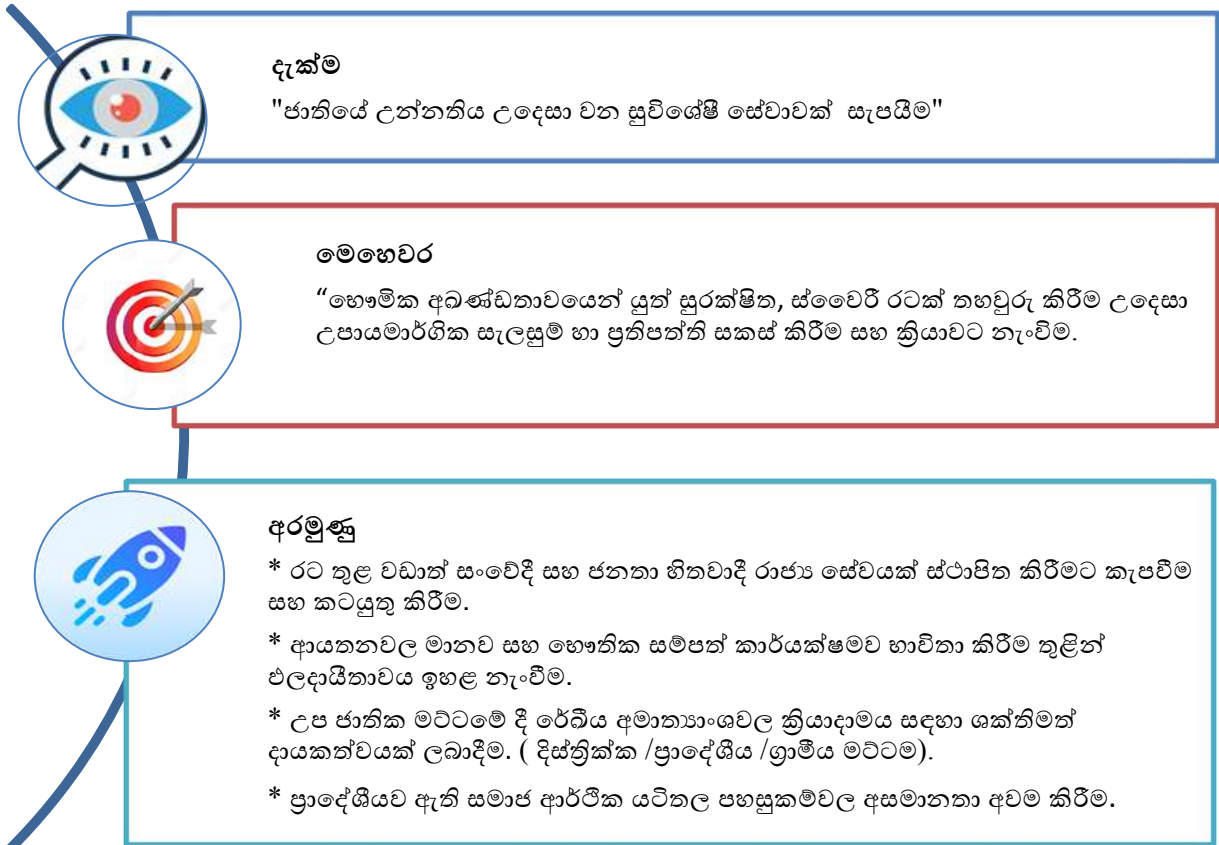 දැක්ම
"ජාතියේ උන්නතිය උදෙසා වන සුවිශේෂී සේවාවක් සැපයීම"
මෙහෙවර
“භෞමික අඛණ්ඩතාවයෙන් යුත් සුරක්ෂිත, ස්වෛරී රටක් තහවුරු කිරීම උදෙසා
උපායමාර්ගික සැලසුම් හා ප්‍රතිපත්ති සකස් කිරීම සහ ක්‍රියාවට නැංවීම.
අරමුණු
* රට තුළ වඩාත් සංවේදී සහ ජනතා හිතවාදී රාජ්‍ය සේවයක් ස්ථාපිත කිරීමට කැපවීම
සහ කටයුතු කිරීම.
* ආයතනවල මානව සහ භෞතික සම්පත් කාර්යක්ෂමව භාවිතා කිරීම තුළින්
ඵලදායීතාවය ඉහළ නැංවීම.
* උප ජාතික මට්ටමේ දී රේඛීය අමාත්‍යාංශවල ක්‍රියාදාමය සඳහා ශක්තිමත්
දායකත්වයක් ලබාදීම. ( දිස්ත්‍රික්ක /ප්‍රාදේශීය /ග්‍රාමීය මට්ටම).
* ප්‍රාදේශීයව ඇති සමාජ ආර්ථික යටිතල පහසුකම්වල අසමානතා අවම කිරීම.